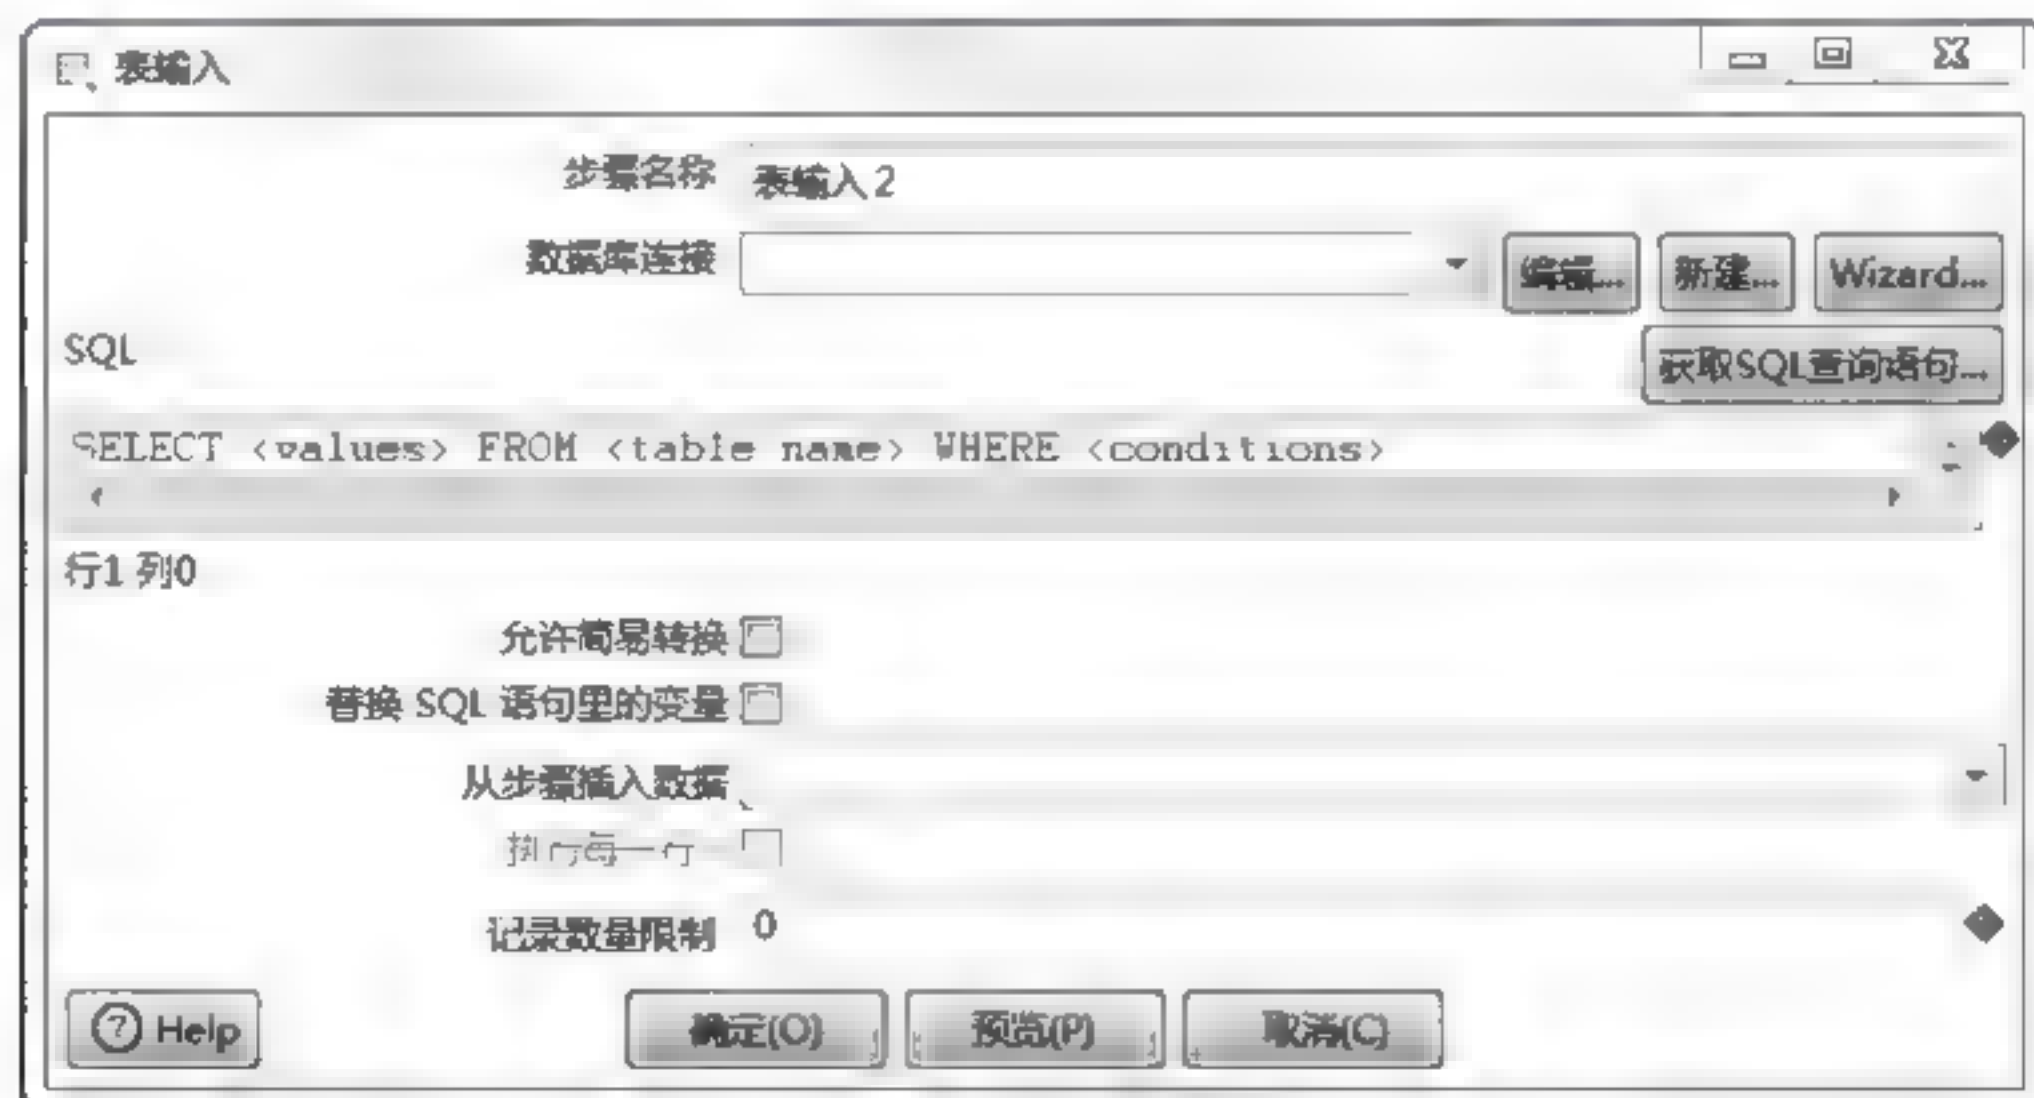 表输入
步骤名称 表输入2
数据库连接 编辑... 新建... Wizard...
SQL 获取SQL查询语句...
SELECT <values> FROM <table name> WHERE <conditions>
行1 列0
允许简易转换
替换 SQL 语句里的变量
从步骤插入数据
执行每一行
记录数量限制 0
Help 确定(O) 预览(P) 取消(C)